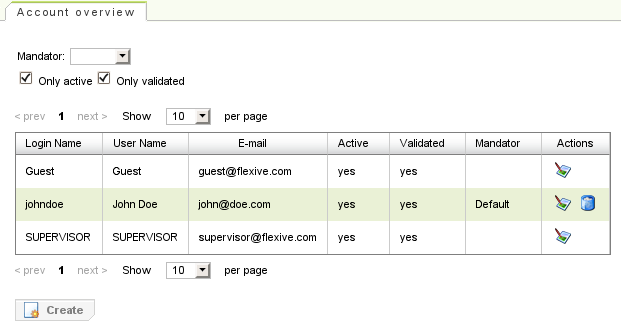 Account overview
Mandator:
Only active Only validated
< prev 1 next > Show 10 per page
Login Name User Name E-mail Active Validated Mandator Actions
Guest Guest guest@flexive.com yes yes
johndoe John Doe john@doe.com yes yes Default
SUPERVISOR SUPERVISOR supervisor@flexive.com yes yes
< prev 1 next > Show 10 per page
Create